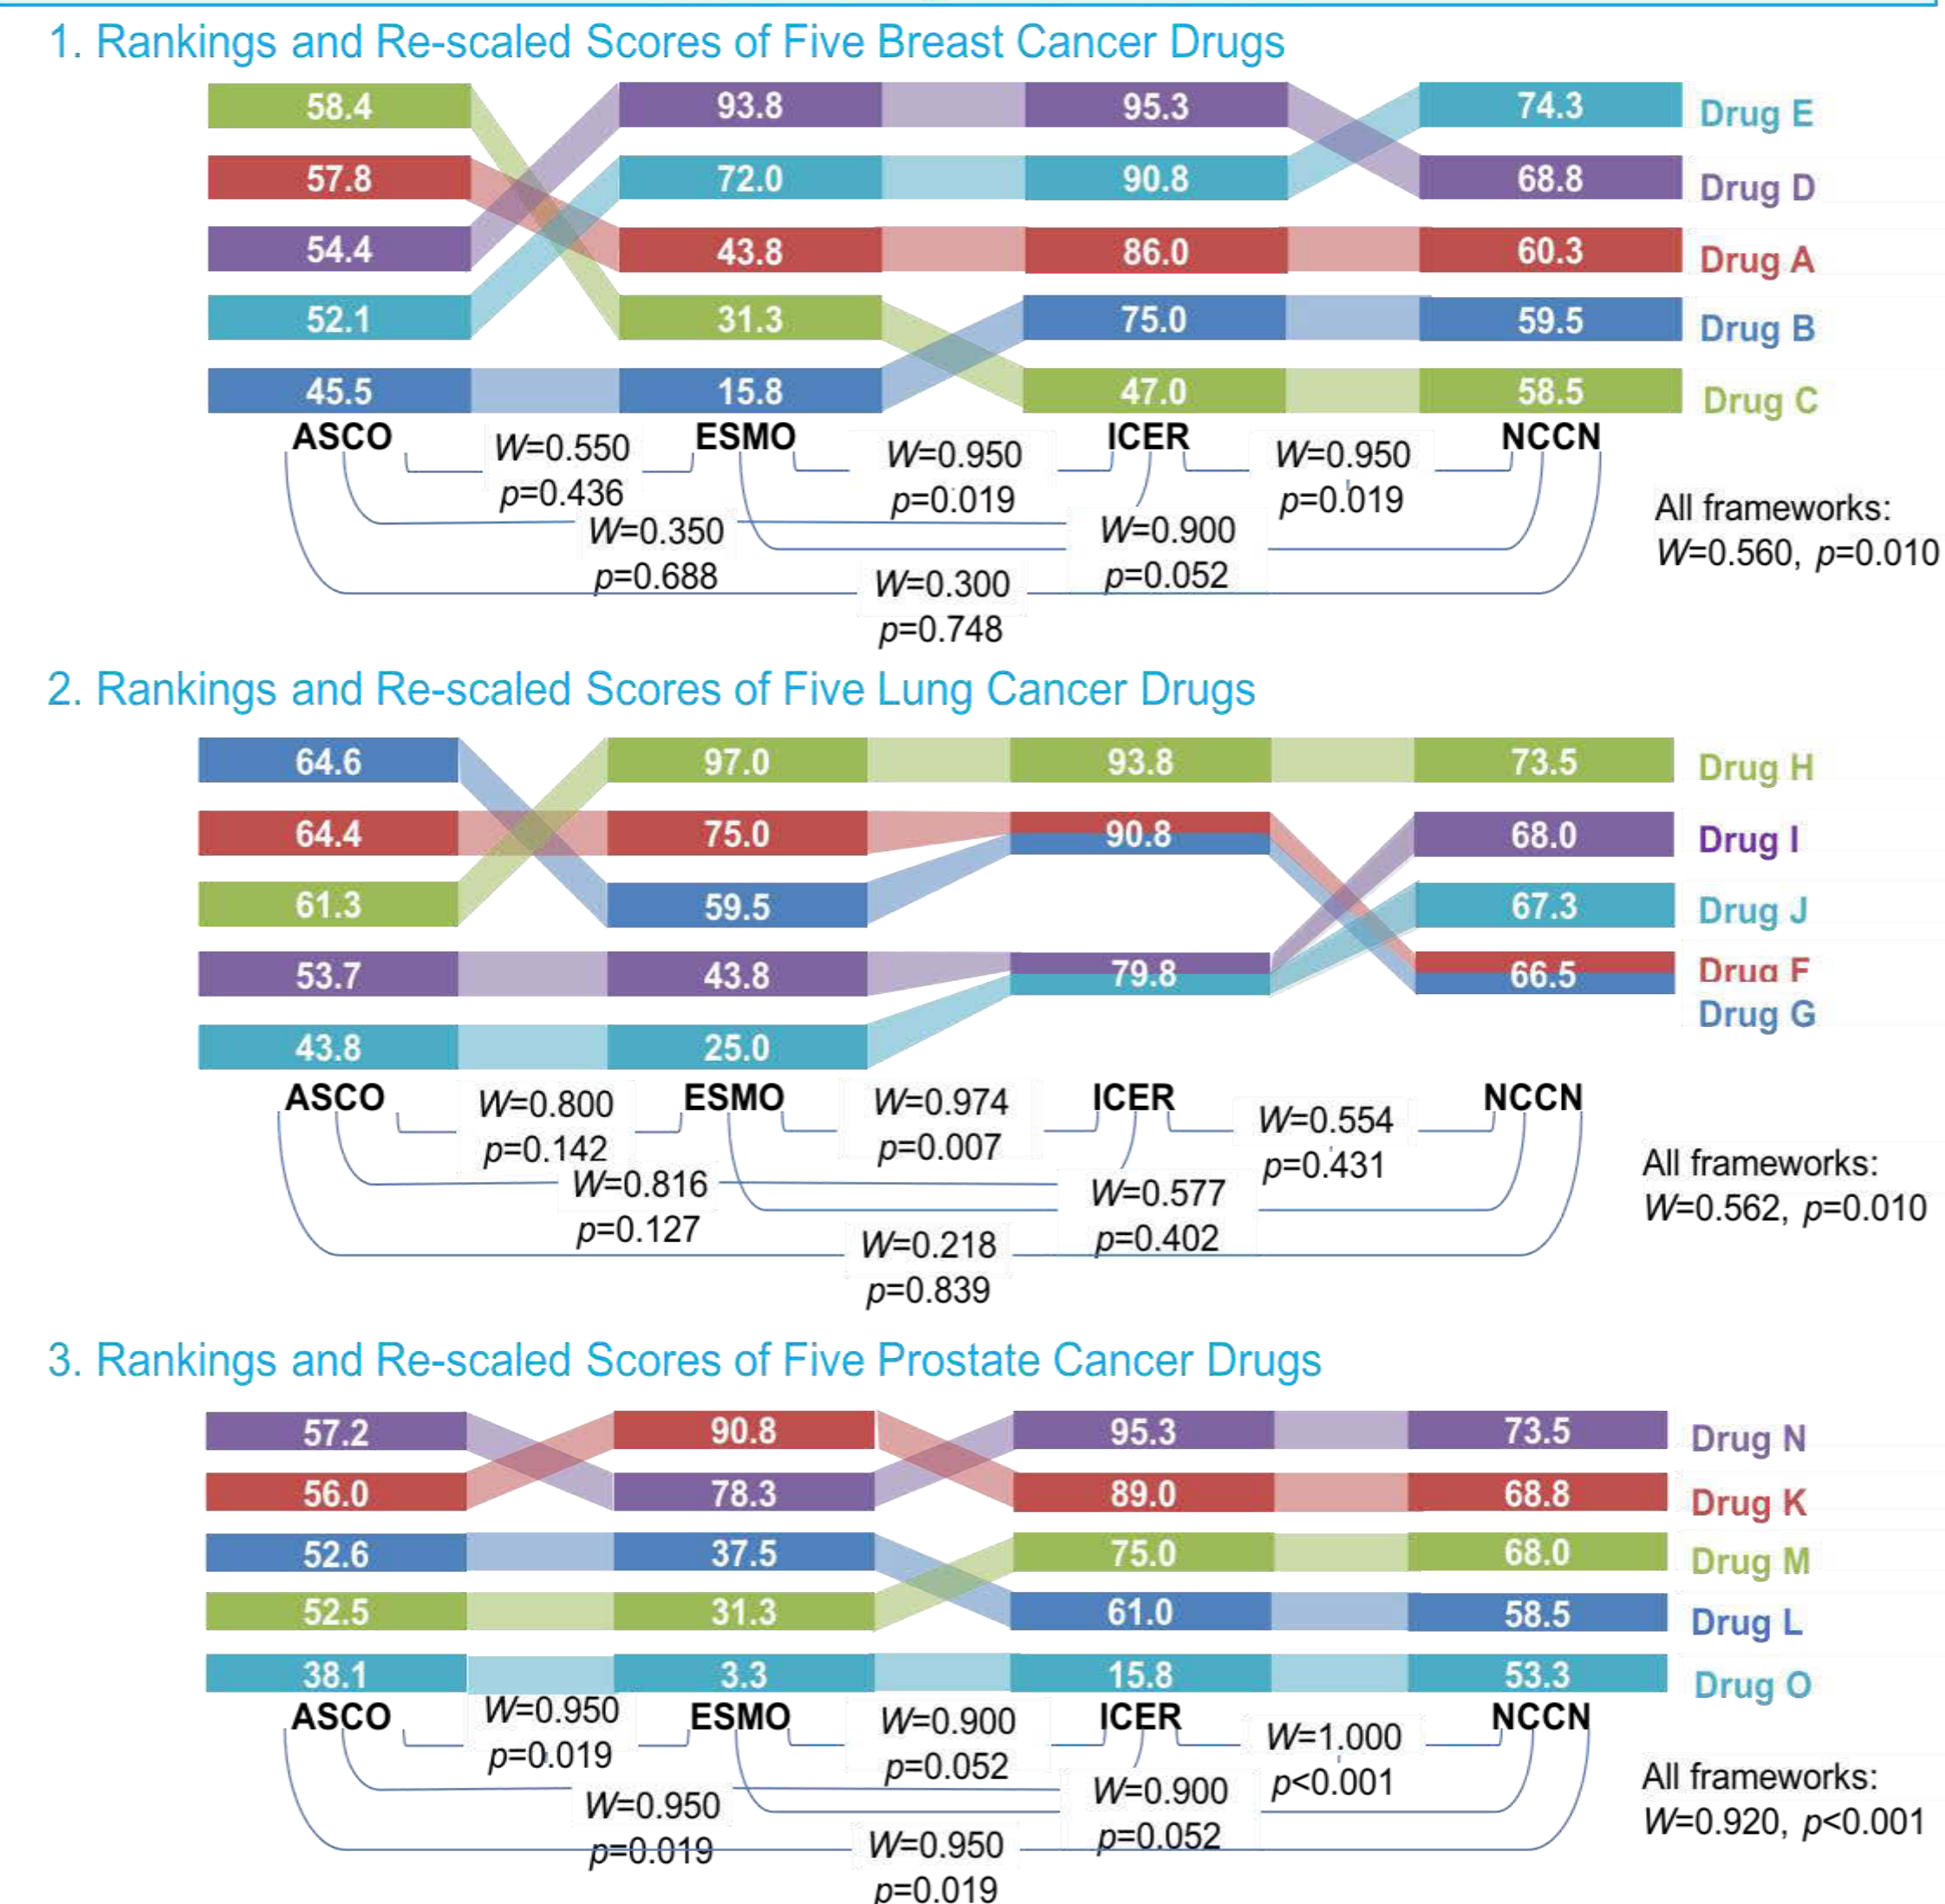 1. Rankings and Re-scaled Scores of Five Breast Cancer Drugs
58.4 93.8 95.3 74.3 Drug E
57.8 72.0 90.8 68.8 Drug D
54.4 43.8 86.0 60.3 Drug A
52.1 31.3 75.0 59.5 Drug B
45.5 15.8 47.0 58.5 Drug C
ASCO ESMO ICER NCCN
W=0.550
p=0.436
W=0.950
p=0.019
W=0.950
p=0.019
W=0.350
p=0.688
W=0.900
p=0.052
W=0.300
p=0.748
All frameworks:
W=0.560, p=0.010
2. Rankings and Re-scaled Scores of Five Lung Cancer Drugs
64.6 97.0 93.8 73.5 Drug H
64.4 75.0 90.8 68.0 Drug I
61.3 59.5 67.3 Drug J
53.7 43.8 79.8 66.5 Drug F
Drug G
43.8 25.0
ASCO ESMO ICER NCCN
W=0.800
p=0.142
W=0.974
p=0.007
W=0.554
p=0.431
W=0.816
p=0.127
W=0.577
p=0.402
W=0.218
p=0.839
All frameworks:
W=0.562, p=0.010
3. Rankings and Re-scaled Scores of Five Prostate Cancer Drugs
57.2 90.8 95.3 73.5 Drug N
56.0 78.3 89.0 68.8 Drug K
52.6 37.5 75.0 68.0 Drug M
52.5 31.3 61.0 58.5 Drug L
38.1 3.3 15.8 53.3 Drug O
ASCO ESMO ICER NCCN
W=0.950
p=0.019
W=0.900
p=0.052
W=1.000
p<0.001
W=0.950
p=0.019
W=0.900
p=0.052
W=0.950
p=0.019
All frameworks:
W=0.920, p<0.001